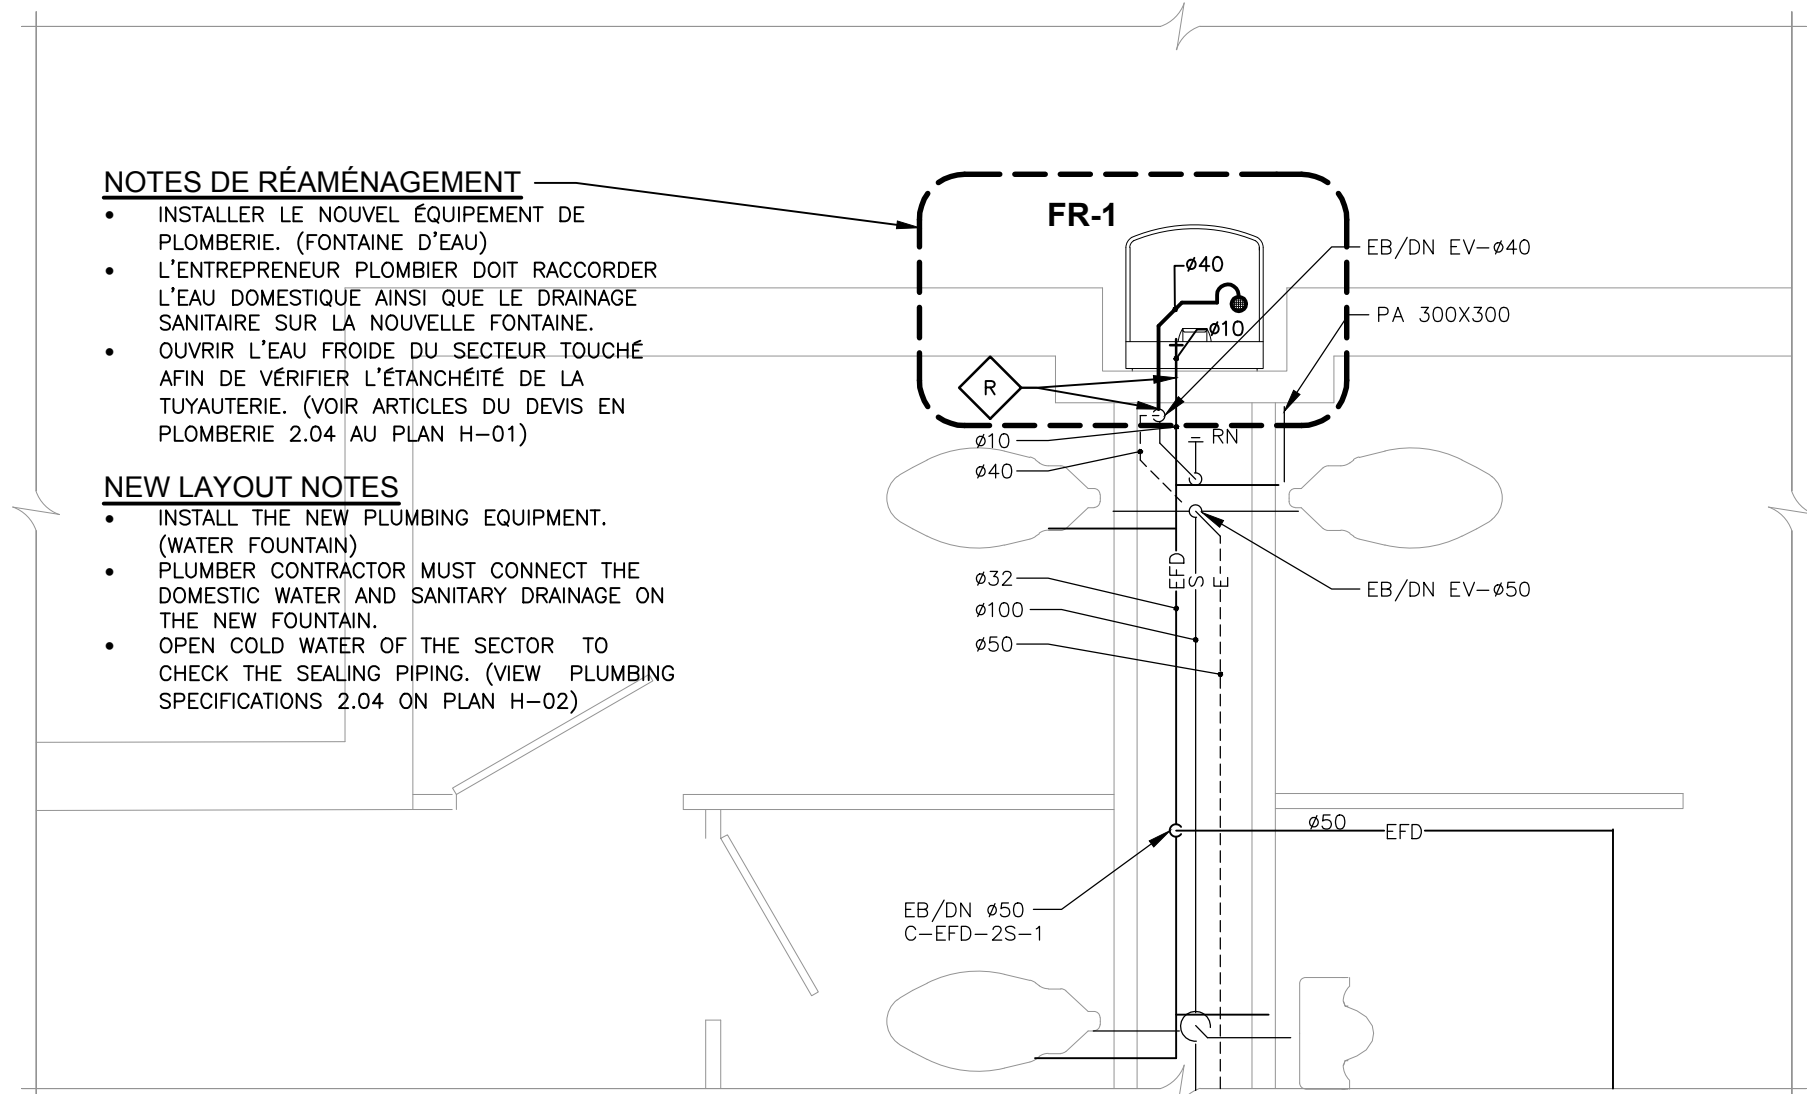 NOTES DE RÉAMÉNAGEMENT
• INSTALLER LE NOUVEL ÉQUIPEMENT DE
PLOMBERIE. (FONTAINE D'EAU)
• L'ENTREPRENEUR PLOMBIER DOIT RACCORDER
L'EAU DOMESTIQUE AINSI QUE LE DRAINAGE
SANITAIRE SUR LA NOUVELLE FONTAINE.
• OUVRIR L'EAU FROIDE DU SECTEUR TOUCHÉ
AFIN DE VÉRIFIER L'ÉTANCHÉITÉ DE LA
TUYAUTERIE. (VOIR ARTICLES DU DEVIS EN
PLOMBERIE 2.04 AU PLAN H-01)
NEW LAYOUT NOTES
• INSTALL THE NEW PLUMBING EQUIPMENT.
(WATER FOUNTAIN)
• PLUMBER CONTRACTOR MUST CONNECT THE
DOMESTIC WATER AND SANITARY DRAINAGE ON
THE NEW FOUNTAIN.
• OPEN COLD WATER OF THE SECTOR TO
CHECK THE SEALING PIPING. (VIEW PLUMBING
SPECIFICATIONS 2.04 ON PLAN H-02)
FR-1
EB/DN EV-ø40
ø40
PA 300X300
ø10
R
RN
ø10
ø40
EFD
S
E
ø32
EB/DN EV-ø50
ø100
ø50
ø50
EFD
EB/DN ø50
C-EFD-2S-1